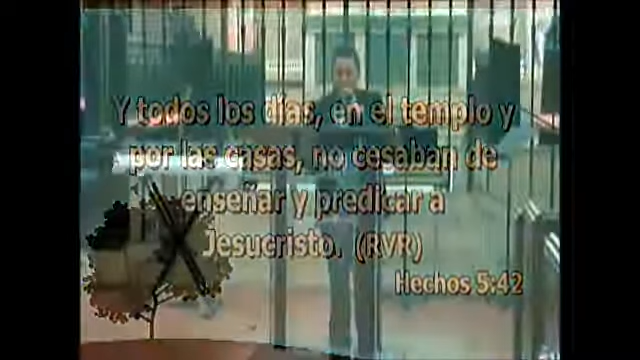 Y todos los días, en el templo y
por las casas, no cesaban de
enseñar y predicar a
Jesucristo. (RVR)
Hechos 5:42